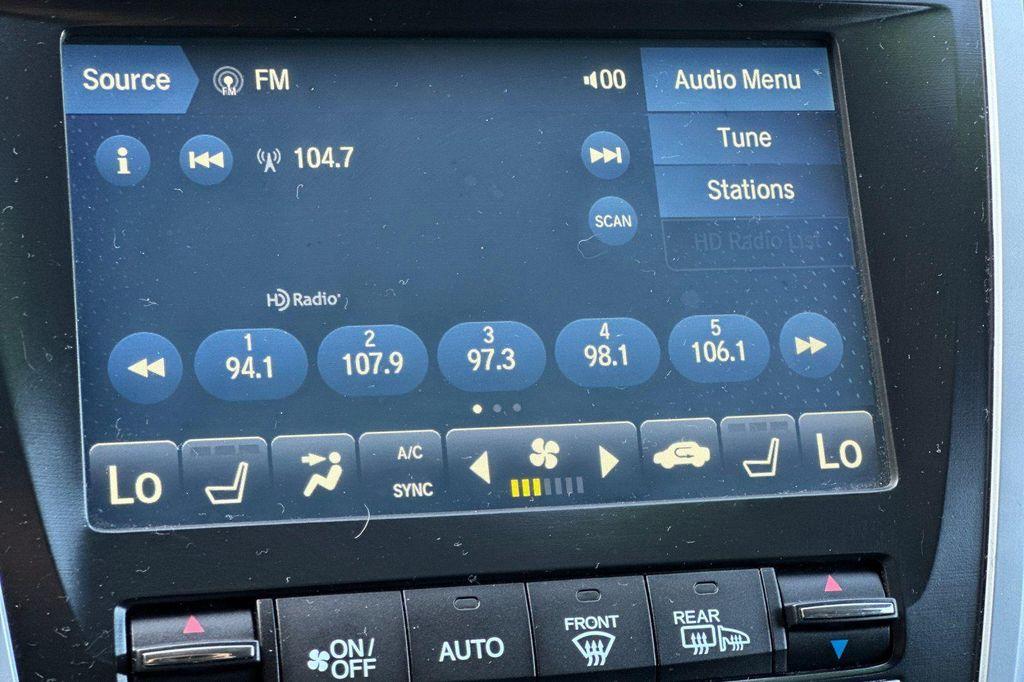 Source FM 00 Audio Menu
FM
i 104.7 Tune
Stations
SCAN
HD Radio List
HD Radio
1 2 3 4 5
94.1 107.9 97.3 98.1 106.1
Lo A/C Lo
SYNC
ON/
OFF
AUTO
FRONT
REAR